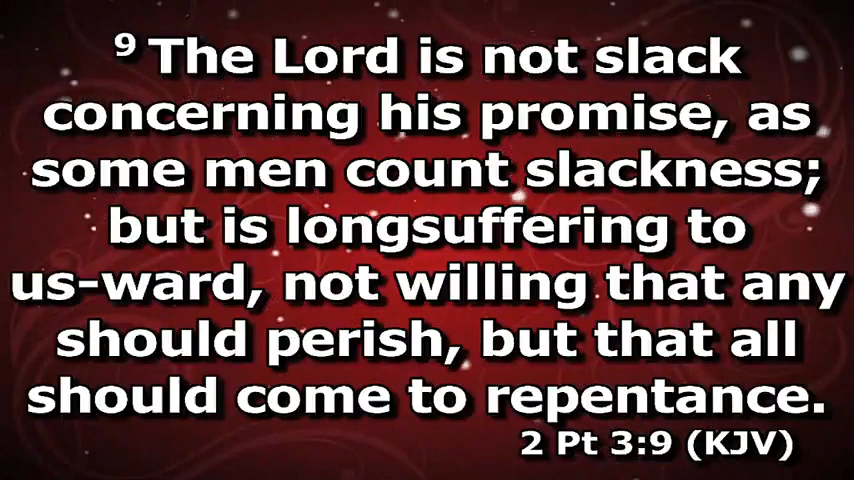 9 The Lord is not slack
concerning his promise, as
some men count slackness;
but is longsuffering to
us-ward, not willing that any
should perish, but that all
should come to repentance.
2 Pt 3:9 (KJV)